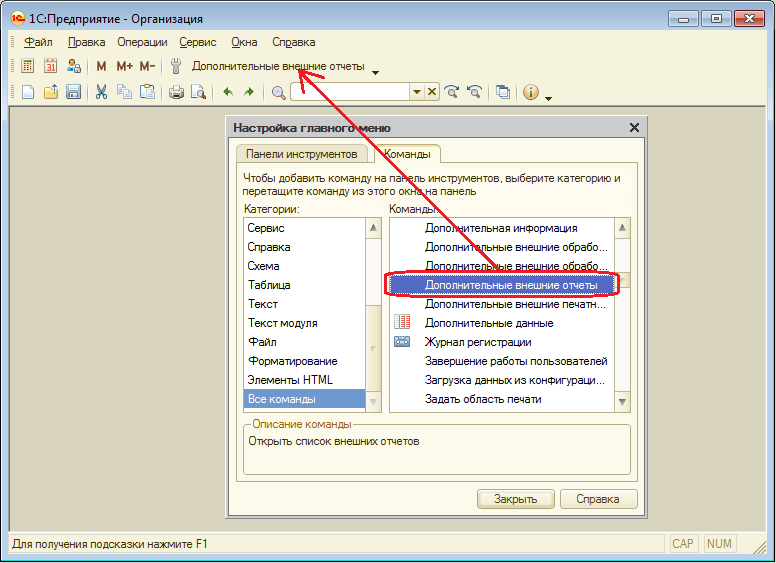 1С:Предприятие - Организация
Файл Правка Операции Сервис Окна Справка
31 M M+ M- Дополнительные внешние отчеты
Настройка главного меню
Панели инструментов Команды
Чтобы добавить команду на панель инструментов, выберите категорию и
перетащите команду из этого окна на панель
Категории: Команды:
Сервис Дополнительная информация
Справка Дополнительные внешние обрабо...
Схема Дополнительные внешние обрабо...
Таблица Дополнительные внешние отчеты
Текст Дополнительные внешние печатн...
Текст модуля Дополнительные данные
Файл Журнал регистрации
Форматирование Завершение работы пользователей
Элементы HTML Загрузка данных из конфигураци...
Все команды Задать область печати
Описание команды
Открыть список внешних отчетов
Закрыть Справка
Для получения подсказки нажмите F1 CAP NUM